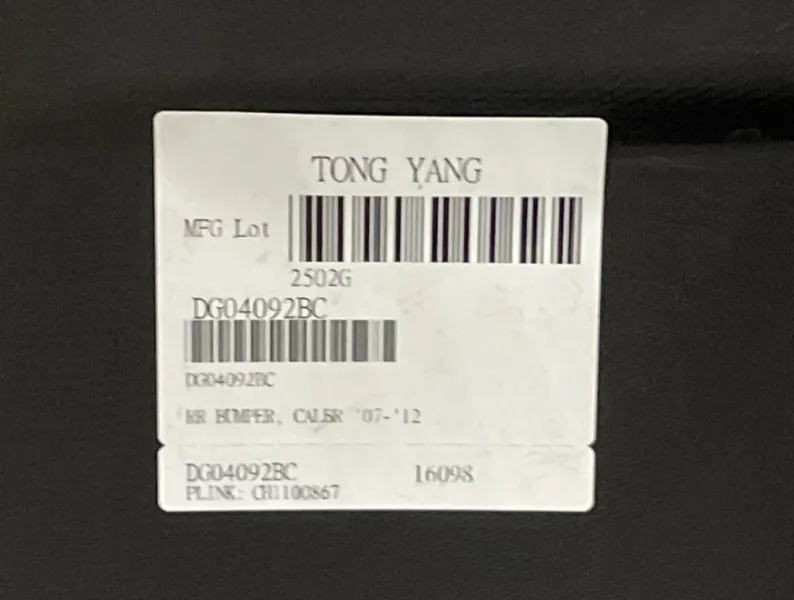 TONG YANG
MFG Lot
2502G
DG04092BC
DG04092BC
RR BUMPER, CALBR '07-'12
DG04092BC 16098
PLINK: CH1100867